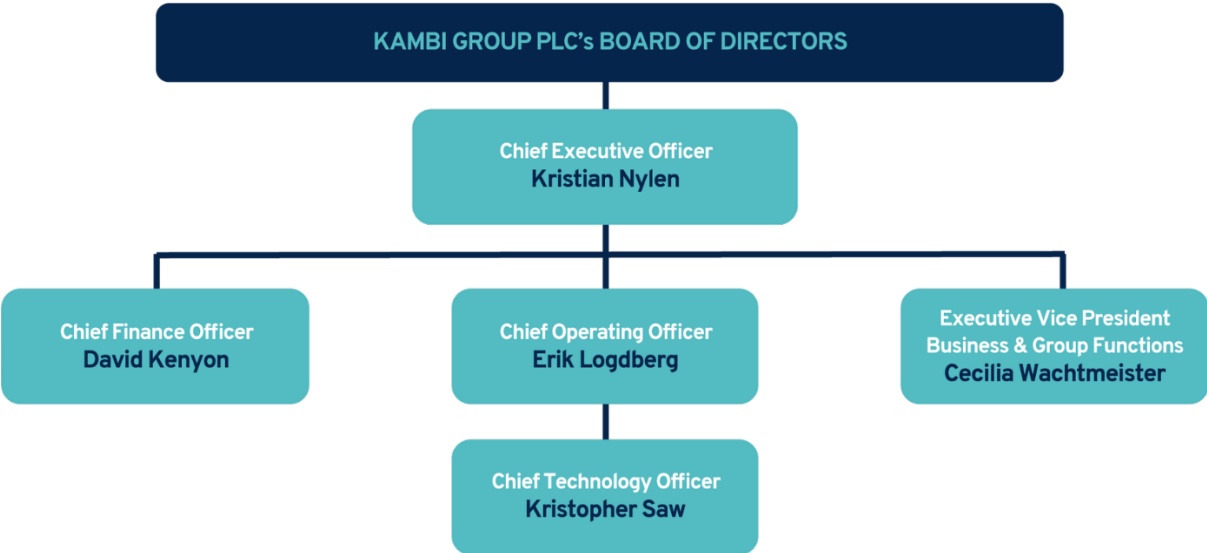 KAMBI GROUP PLC's BOARD OF DIRECTORS
Chief Executive Officer
Kristian Nylen
Chief Finance Officer
David Kenyon
Chief Operating Officer
Erik Logdberg
Executive Vice President
Business & Group Functions
Cecilia Wachtmeister
Chief Technology Officer
Kristopher Saw